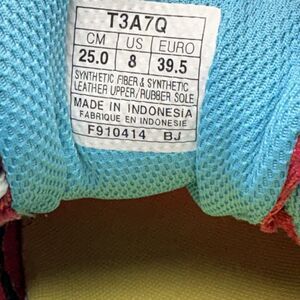 T3A7Q
CM US EURO
25.0 8 39.5
SYNTHETIC FIBER & SYNTHETIC
LEATHER UPPER/RUBBER SOLE
MADE IN INDONESIA
FABRIQUE EN INDONESIE
F910414 BJ